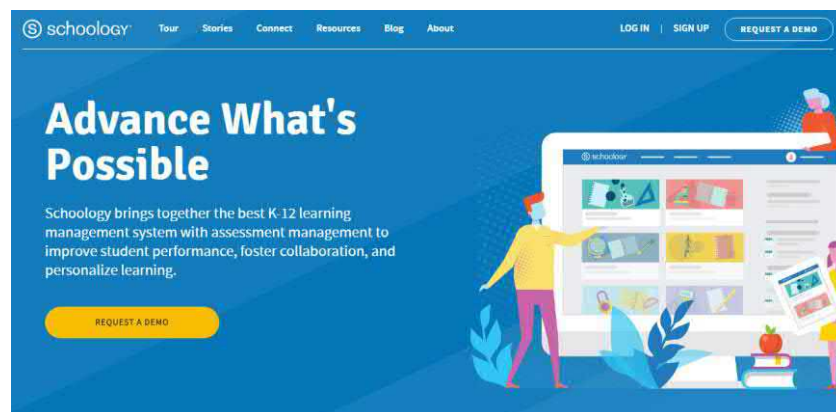 schoology Tour Stories Connect Resources Blog About LOG IN | SIGN UP REQUEST A DEMO
Advance What's
Possible
Schoology brings together the best K-12 learning
management system with assessment management to
improve student performance, foster collaboration, and
personalize learning.
REQUEST A DEMO
schoology